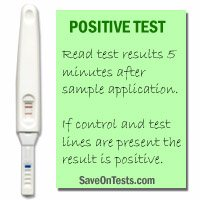 POSITIVE TEST
Read test results 5
minutes after
sample application.
If control and test
lines are present the
result is positive.
SaveOnTests.com